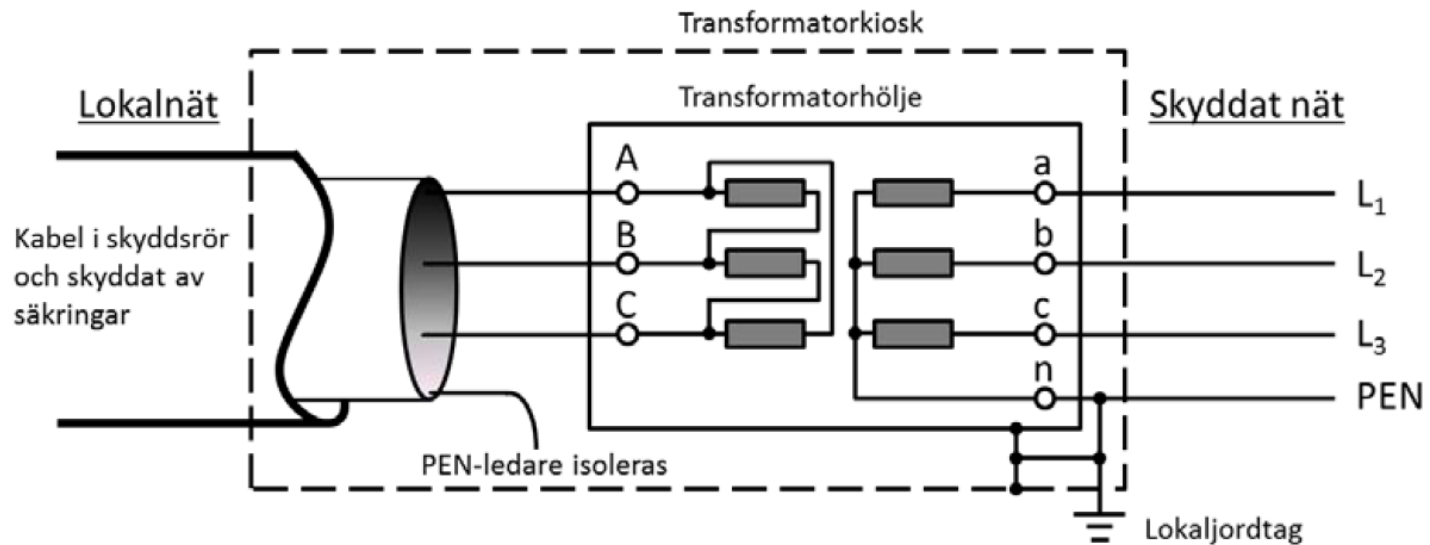 Transformatorkiosk
Lokalnät
Transformatorhölje
Skyddat nät
A
a
L1
Kabel i skyddsrör
och skyddat av
säkringar
B
b
L2
C
c
L3
n
PEN
PEN-ledare isoleras
Lokaljordtag